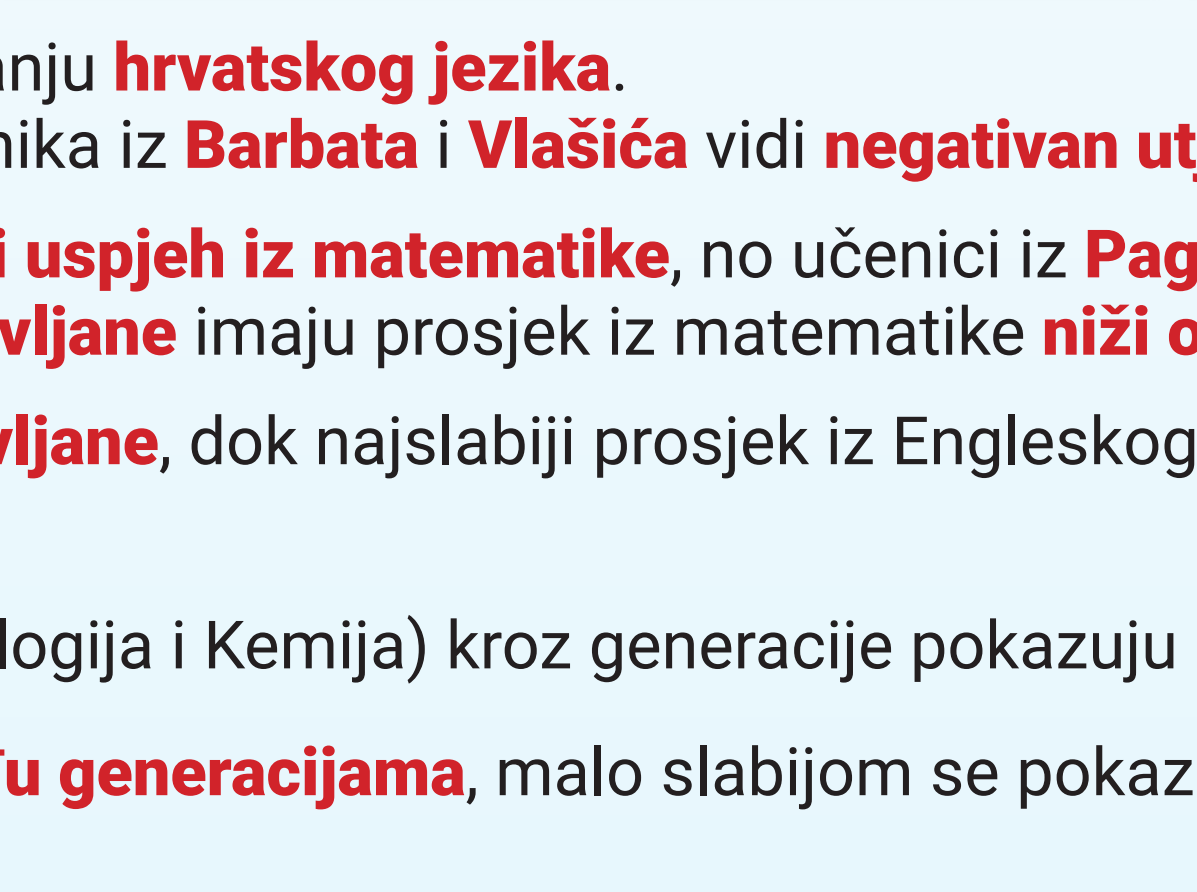 anju hrvatskog jezika.
nika iz Barbata i Vlašića vidi negativan utj
i uspjeh iz matematike, no učenici iz Pag
vljane imaju prosjek iz matematike niži o
vljane, dok najslabiji prosjek iz Engleskog
logija i Kemija) kroz generacije pokazuju
đu generacijama, malo slabijom se pokaz